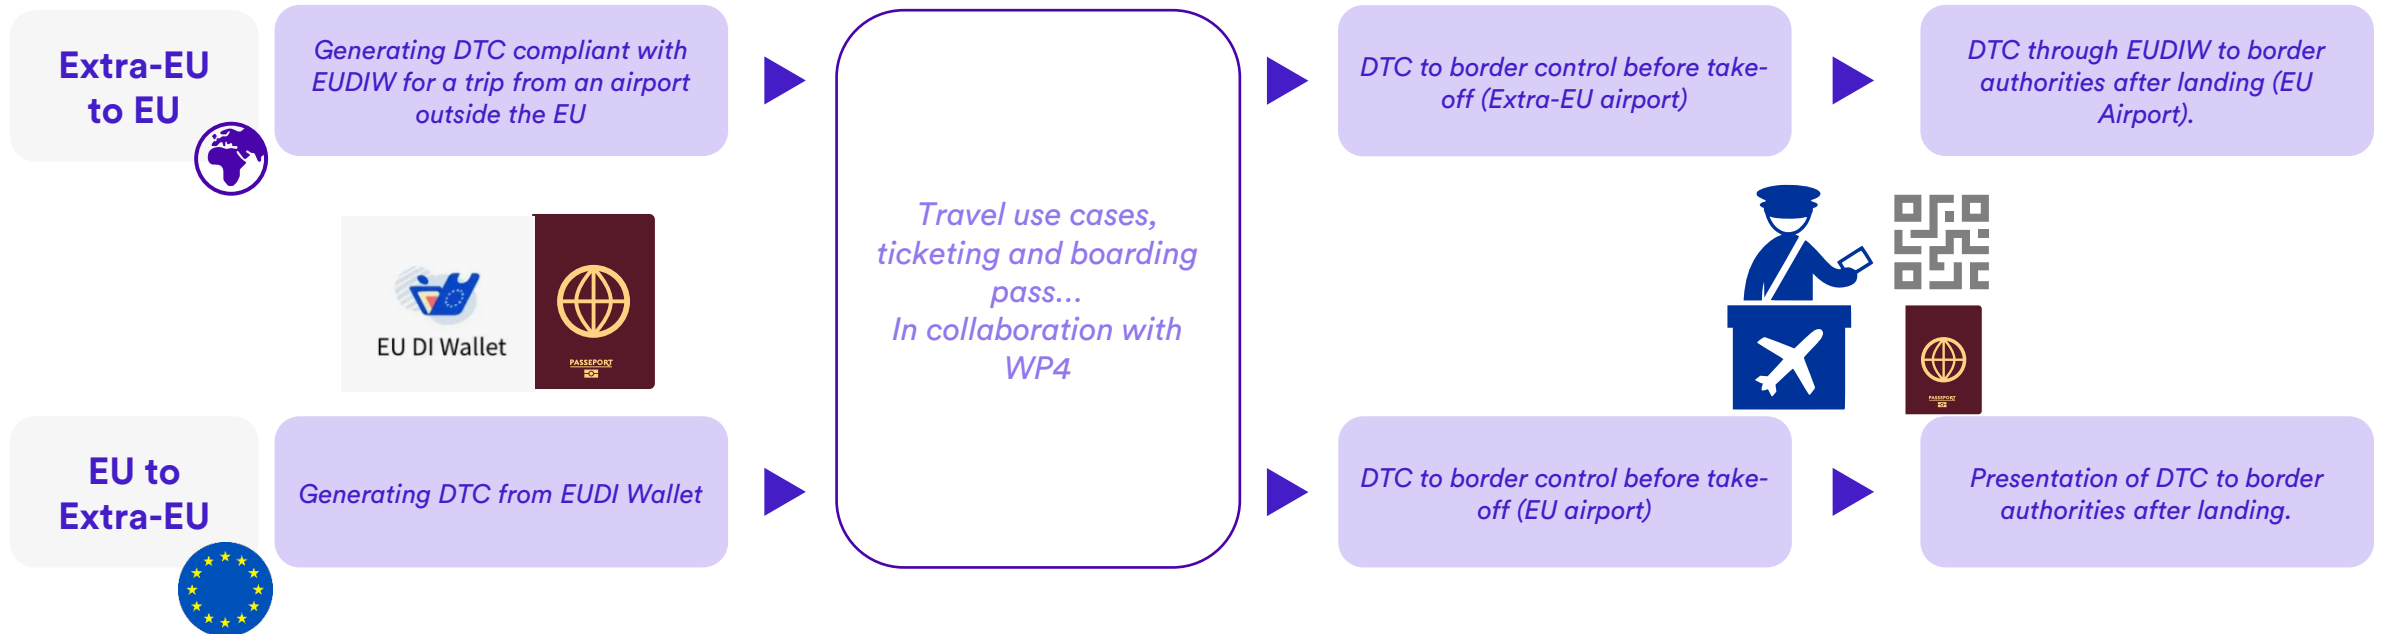 Extra-EU
to EU
Generating DTC compliant with
EUDIW for a trip from an airport
outside the EU
DTC to border control before take-
off (Extra-EU airport)
DTC through EUDIW to border
authorities after landing (EU
Airport).
EU DI Wallet
PASSEPORT
Travel use cases,
ticketing and boarding
pass...
In collaboration with
WP4
PASSEPORT
EU to
Extra-EU
Generating DTC from EUDI Wallet
DTC to border control before take-
off (EU airport)
Presentation of DTC to border
authorities after landing.